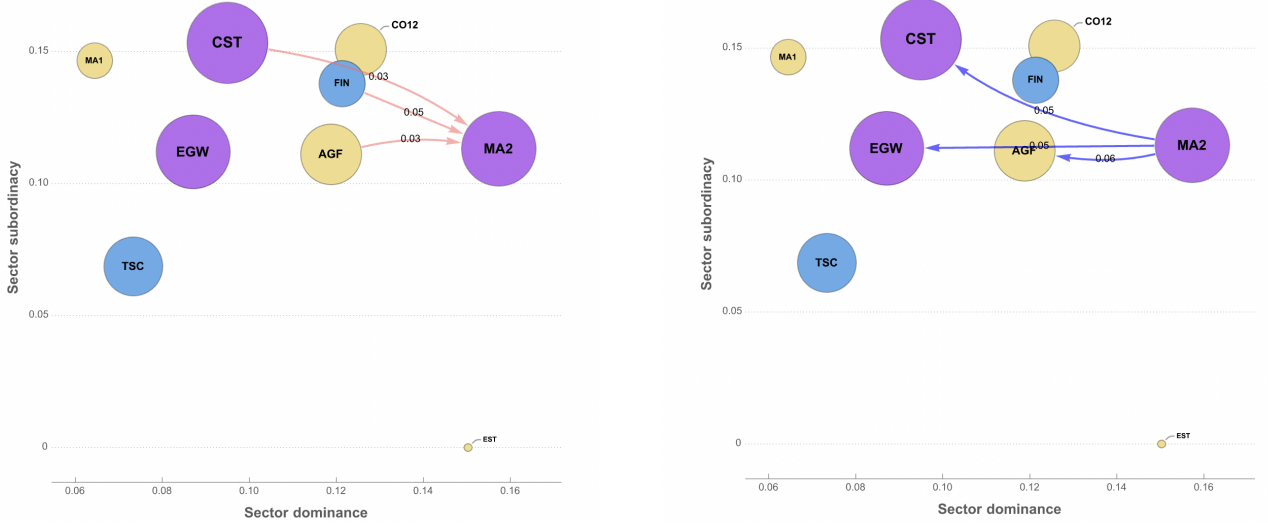 CST
CO12
0.15
MA1
FIN
0.03
0.05
0.03
EGW
AGF
MA2
0.10
TSC
0.05
0
EST
0.06
0.08
0.10
0.12
0.14
0.16
Sector dominance
Sector subordinacy
CST
CO12
0.15
MA1
FIN
0.05
EGW
AGF
0.05
0.06
MA2
0.10
TSC
0.05
0
EST
0.06
0.08
0.10
0.12
0.14
0.16
Sector dominance
Sector subordinacy